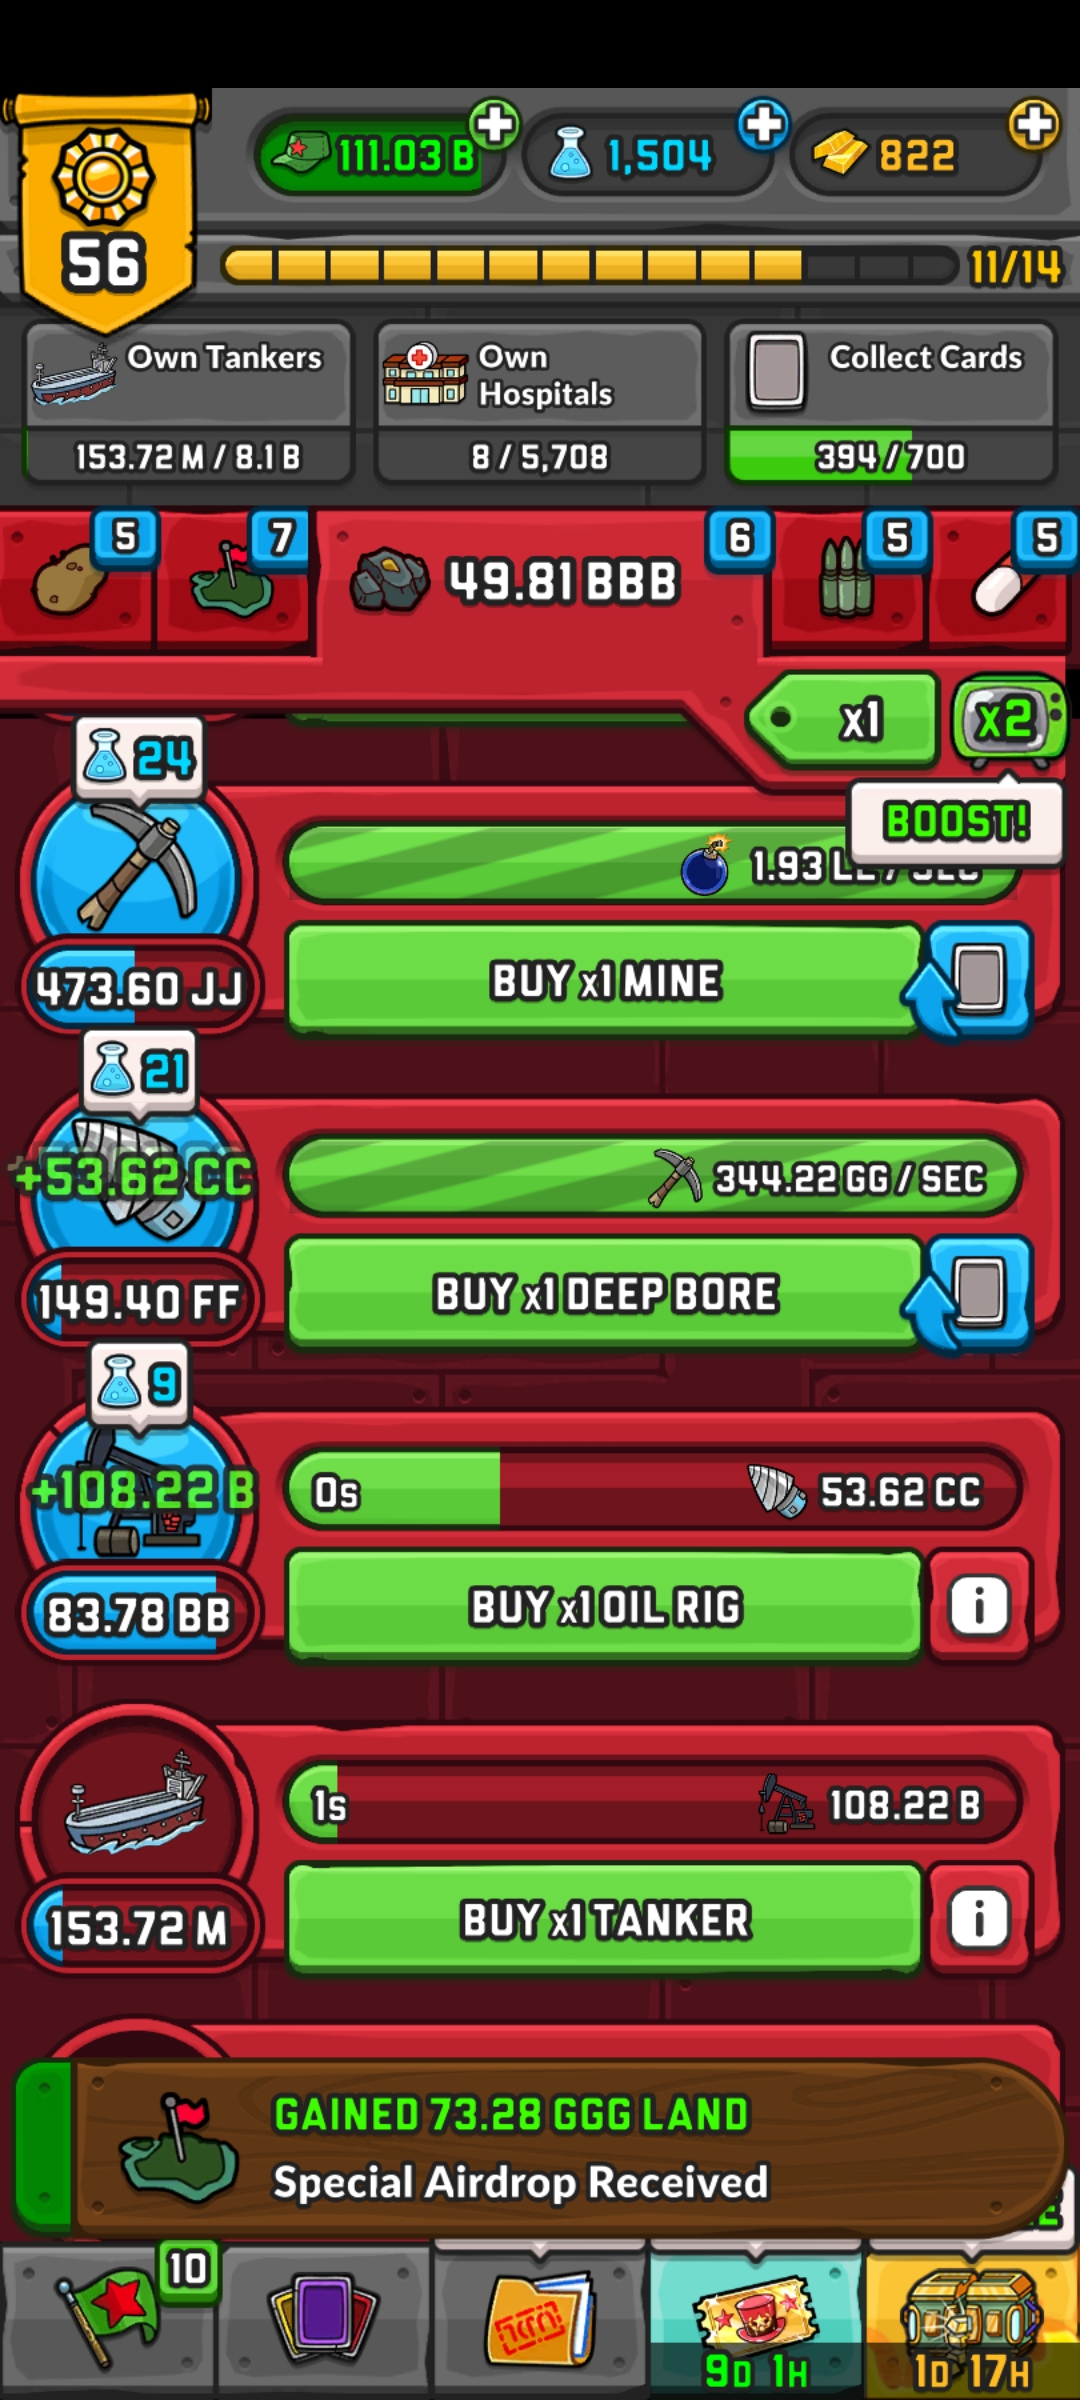 111.03 B
1,504
822
56
11/14
Own Tankers
153.72 M / 8.1 B
Own
Hospitals
8 / 5,708
Collect Cards
394/700
5
7
49.81 BBB
6
5
5
x1
x2
BOOST!
24
1.93
473.60 JJ
BUY x1 MINE
21
+53.62 CC
344.22 GG / SEC
149.40 FF
BUY x1 DEEP BORE
9
+108.22 B
0s
53.62 CC
83.78 BB
BUY x1 OIL RIG
i
1s
108.22 B
153.72 M
BUY x1 TANKER
i
GAINED 73.28 GGG LAND
Special Airdrop Received
10
9D 1H
1D 17H